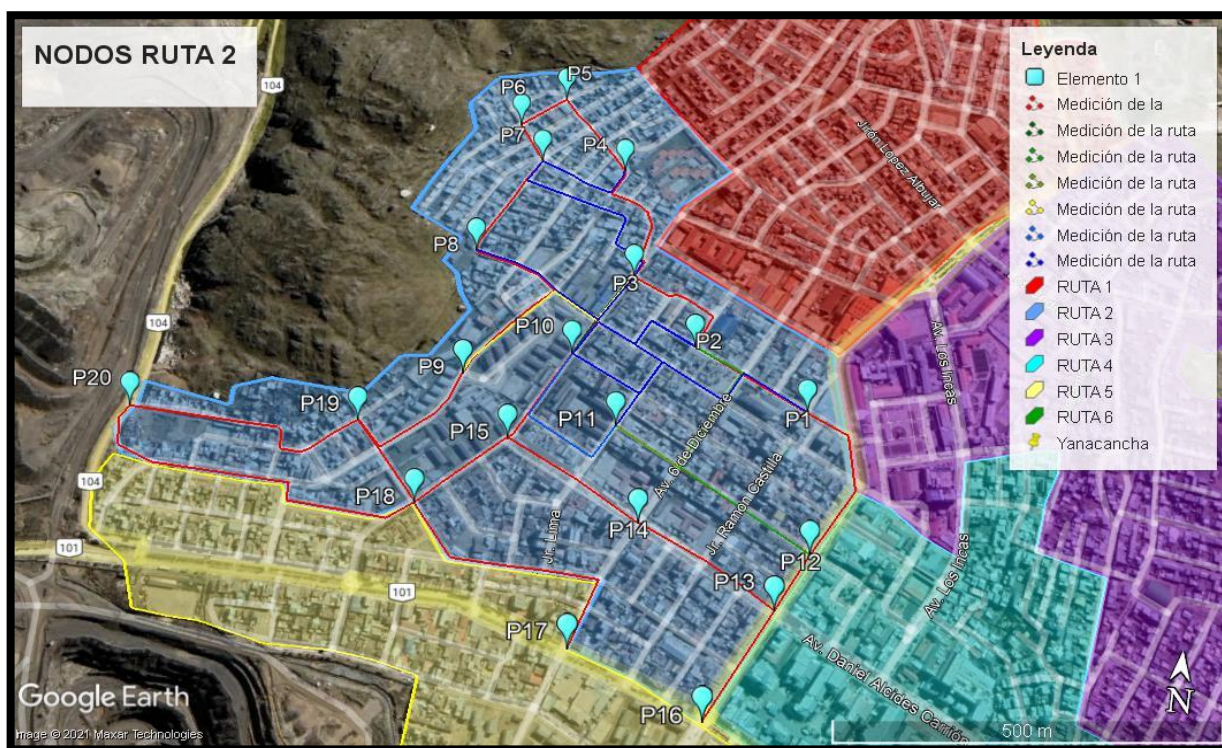 NODOS RUTA 2
Leyenda
Elemento 1
Medición de la
Medición de la ruta
Medición de la ruta
Medición de la ruta
Medición de la ruta
Medición de la ruta
Medición de la ruta
RUTA 1
RUTA 2
RUTA 3
RUTA 4
RUTA 5
RUTA 6
Yanacancha
104
P5
P6
P7
P4
Jirón López Albujar
P8
P3
104
P10
P2
P9
Av. Los Incas
P20
P19
P15
P11
P1
Av. 6 de Diciembre
104
P18
P14
Jr. Ramon Castilla
Jr. Lima
101
P12
P13
101
Av. Los Incas
P17
Av. Daniel Alcides Carrión
P16
N
Google Earth
500 m
Image © 2021 Maxar Technologies